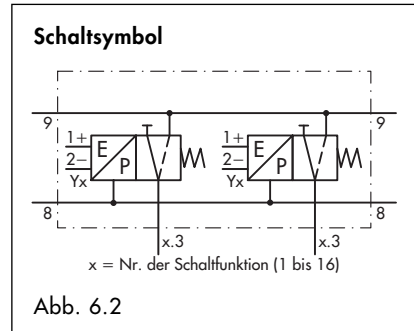 Schaltsymbol
9 9
1+ E 1+ E
2− P 2− P
Yx Yx
8 8
x.3 x.3
x = Nr. der Schaltfunktion (1 bis 16)
Abb. 6.2